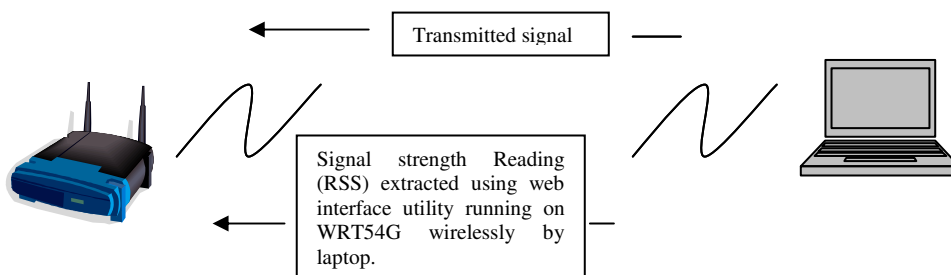 Transmitted signal
Signal strength Reading
(RSS) extracted using web
interface utility running on
WRT54G wirelessly by
laptop.